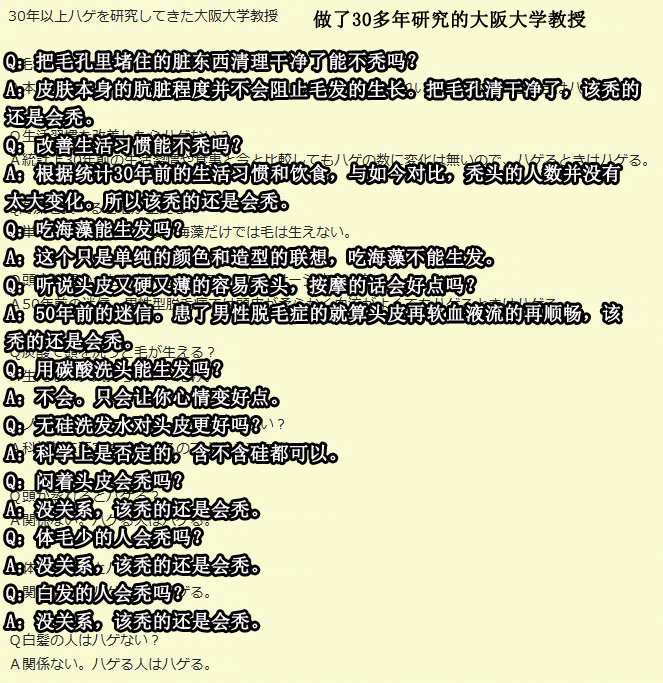 30年以上ハゲを研究してきた大阪大学教授 做了30多年研究的大阪大学教授
Q：把毛孔里堵住的脏东西清理干净了能不秃吗？
A：皮肤本身的肮脏程度并不会阻止毛发的生长。把毛孔清干净了，该秃的
还是会秃。
Q：改善生活习惯能不秃吗？
A：根据统计30年前的生活习惯和饮食，与如今对比，秃头的人数并没有
太大变化。所以该秃的还是会秃。
Q：吃海藻能生发吗？
A：这个只是单纯的颜色和造型的联想，吃海藻不能生发。
Q：听说头皮又硬又薄的容易秃头，按摩的话会好点吗？
A：50年前的迷信。患了男性脱毛症的就算头皮再软血液流的再顺畅，该
秃的还是会秃。
Q：用碳酸洗头能生发吗？
A：不会。只会让你心情变好点。
Q：无硅洗发水对头皮更好吗？
A：科学上是否定的，含不含硅都可以。
Q：闷着头皮会秃吗？
A：没关系，该秃的还是会秃。
Q：体毛少的人会秃吗？
A：没关系，该秃的还是会秃。
Q：白发的人会秃吗？
A：没关系，该秃的还是会秃。
Q白髪の人はハゲない？
A関係ない。ハゲる人はハゲる。